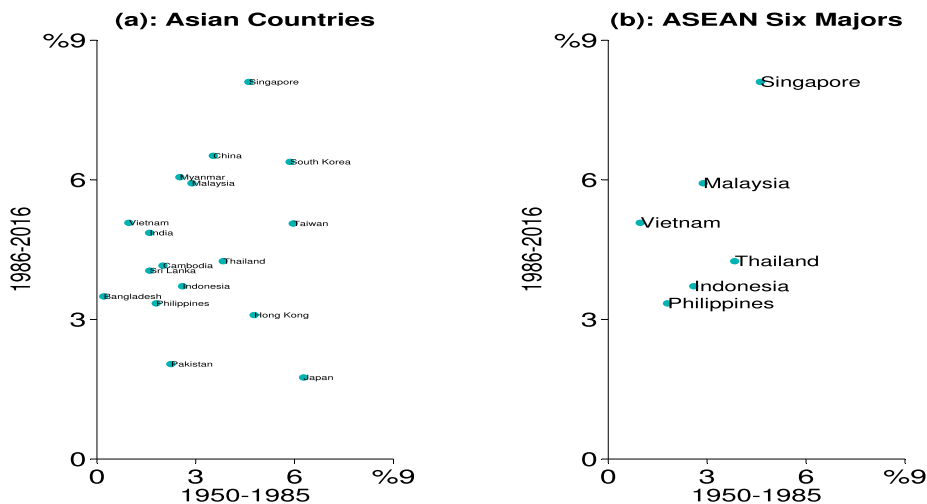 (a): Asian Countries
%9
6
3
0
1986-2016
Singapore
China
South Korea
Myanmar
Malaysia
Vietnam
Taiwan
India
Thailand
Cambodia
Sri Lanka
Indonesia
Bangladesh
Philippines
Hong Kong
Pakistan
Japan
0 3 6 %9
1950-1985
(b): ASEAN Six Majors
%9
6
3
0
1986-2016
Singapore
Malaysia
Vietnam
Thailand
Indonesia
Philippines
0 3 6 %9
1950-1985